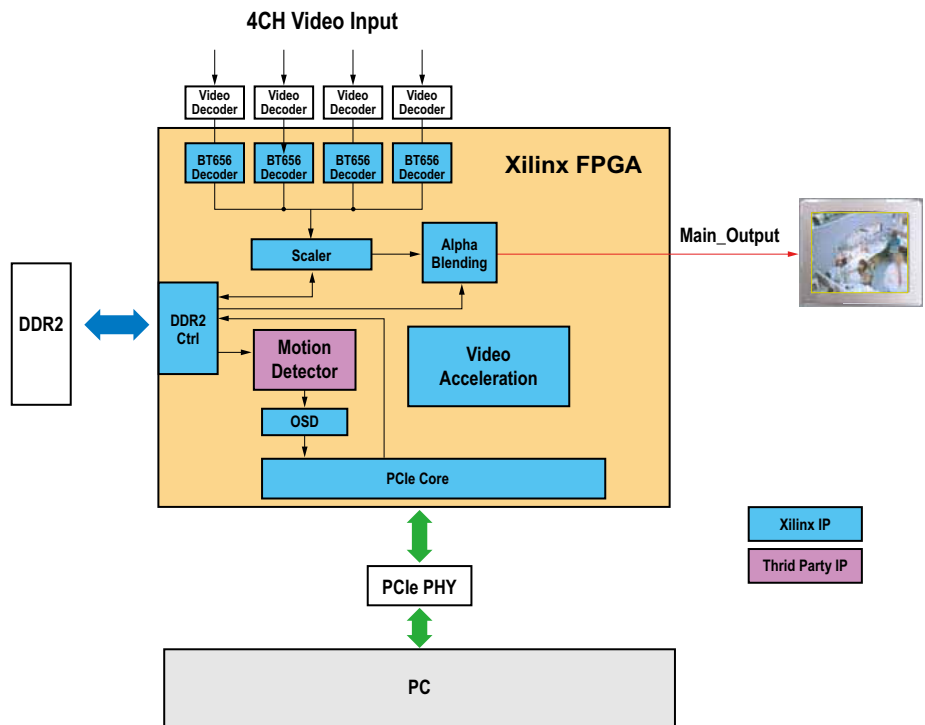 4CH Video Input
Video
Decoder
Video
Decoder
Video
Decoder
Video
Decoder
BT656
Decoder
BT656
Decoder
BT656
Decoder
BT656
Decoder
Xilinx FPGA
Scaler
Alpha
Blending
Main_Output
DDR2
DDR2
Ctrl
Motion
Detector
Video
Acceleration
OSD
PCIe Core
Xilinx IP
Thrid Party IP
PCIe PHY
PC